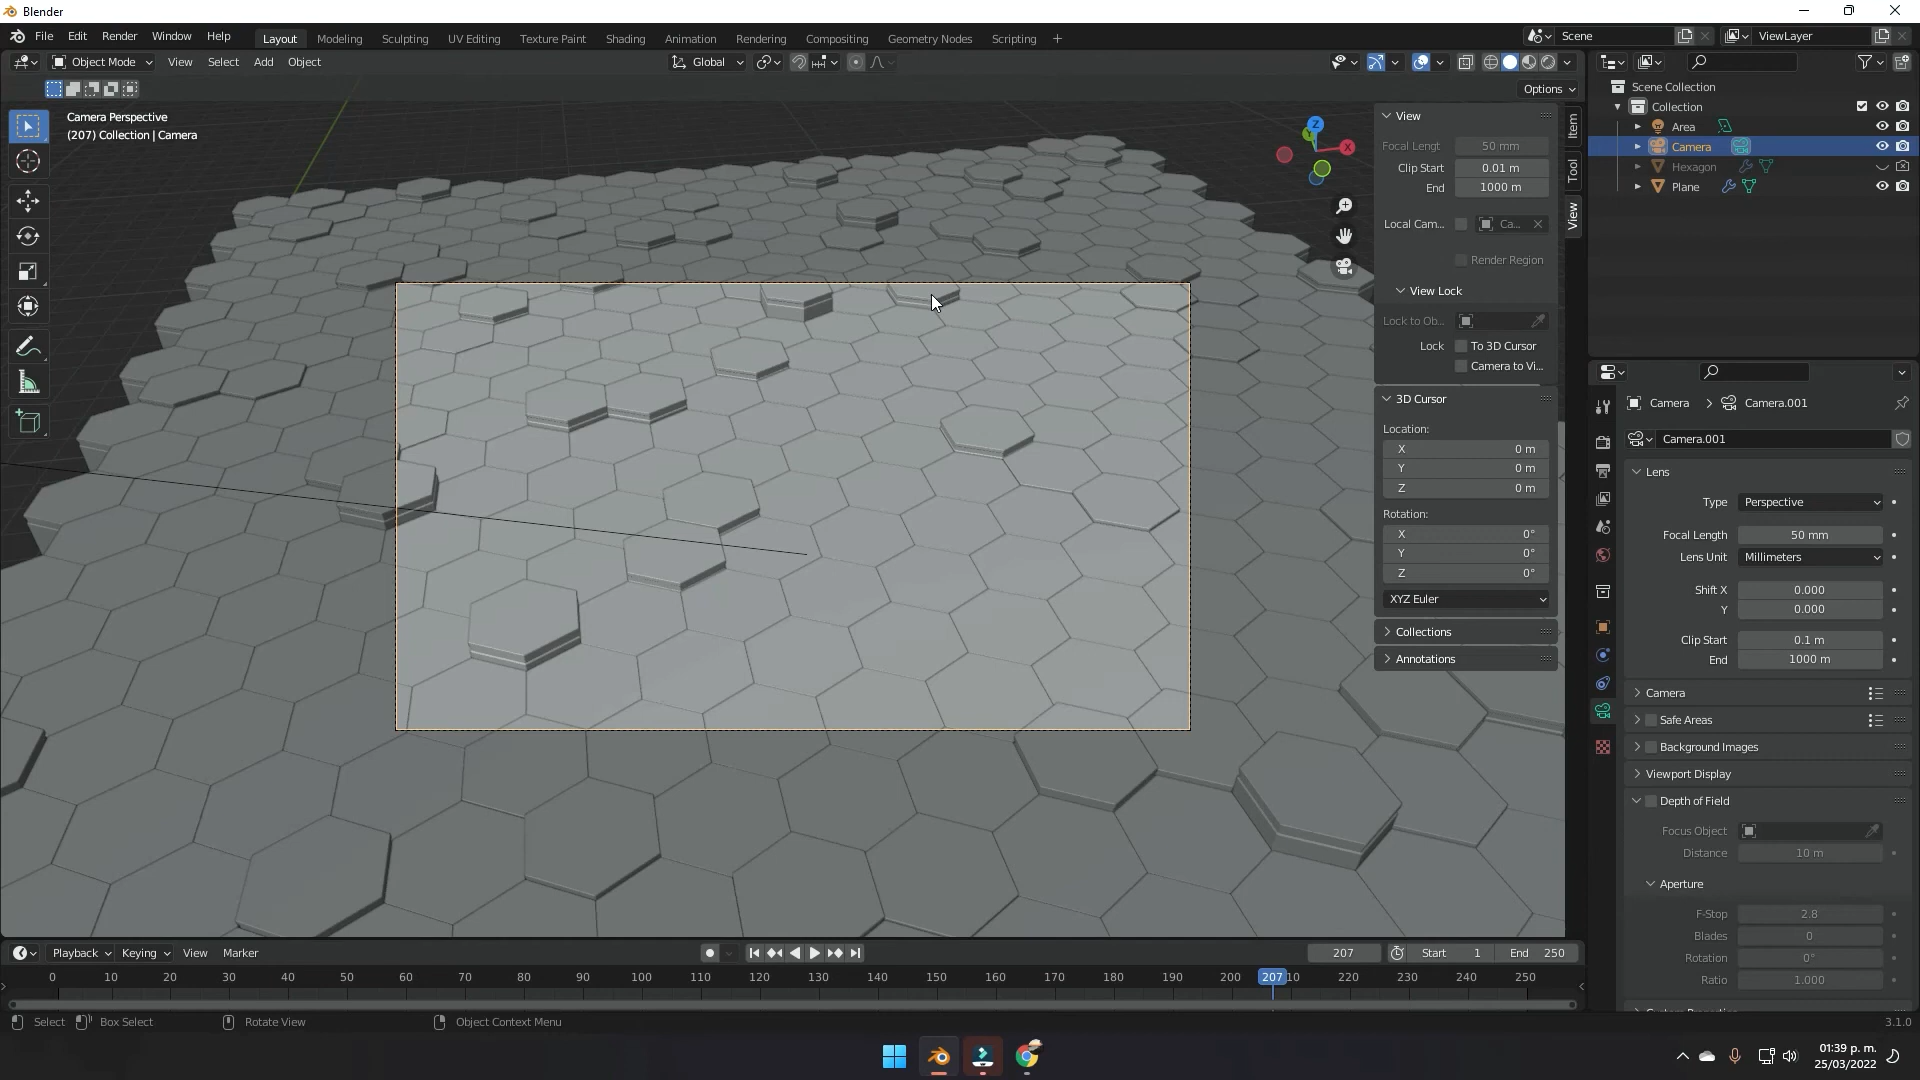 Blender
File Edit Render Window Help Layout Modeling Sculpting UV Editing Texture Paint Shading Animation Rendering Compositing Geometry Nodes Scripting + Scene ViewLayer
Object Mode View Select Add Object Global
Options
Camera Perspective
(207) Collection | Camera
Z
X
Y
View
Focal Lengt 50 mm
Clip Start 0.01 m
End 1000 m
Local Cam... Ca...
Render Region
View Lock
Lock to Ob...
Lock To 3D Cursor
Camera to Vi...
3D Cursor
Location:
X 0 m
Y 0 m
Z 0 m
Rotation:
X 0°
Y 0°
Z 0°
XYZ Euler
Collections
Annotations
Item
Tool
View
Scene Collection
Collection
Area
Camera
Hexagon
Plane
Camera > Camera.001
Camera.001
Lens
Type Perspective
Focal Length 50 mm
Lens Unit Millimeters
Shift X 0.000
Y 0.000
Clip Start 0.1 m
End 1000 m
Camera
Safe Areas
Background Images
Viewport Display
Depth of Field
Focus Object
Distance 10 m
Aperture
F-Stop 2.8
Blades 0
Rotation 0°
Ratio 1.000
Playback Keying View Marker 207 Start 1 End 250
0 10 20 30 40 50 60 70 80 90 100 110 120 130 140 150 160 170 180 190 200 207 10 220 230 240 250
Select Box Select Rotate View Object Context Menu 3.1.0
01:39 p. m.
25/03/2022